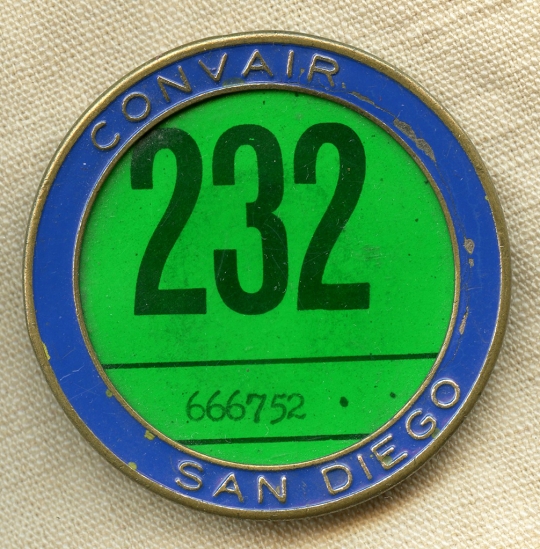 CONVAIR
232
666752
SAN DIEGO